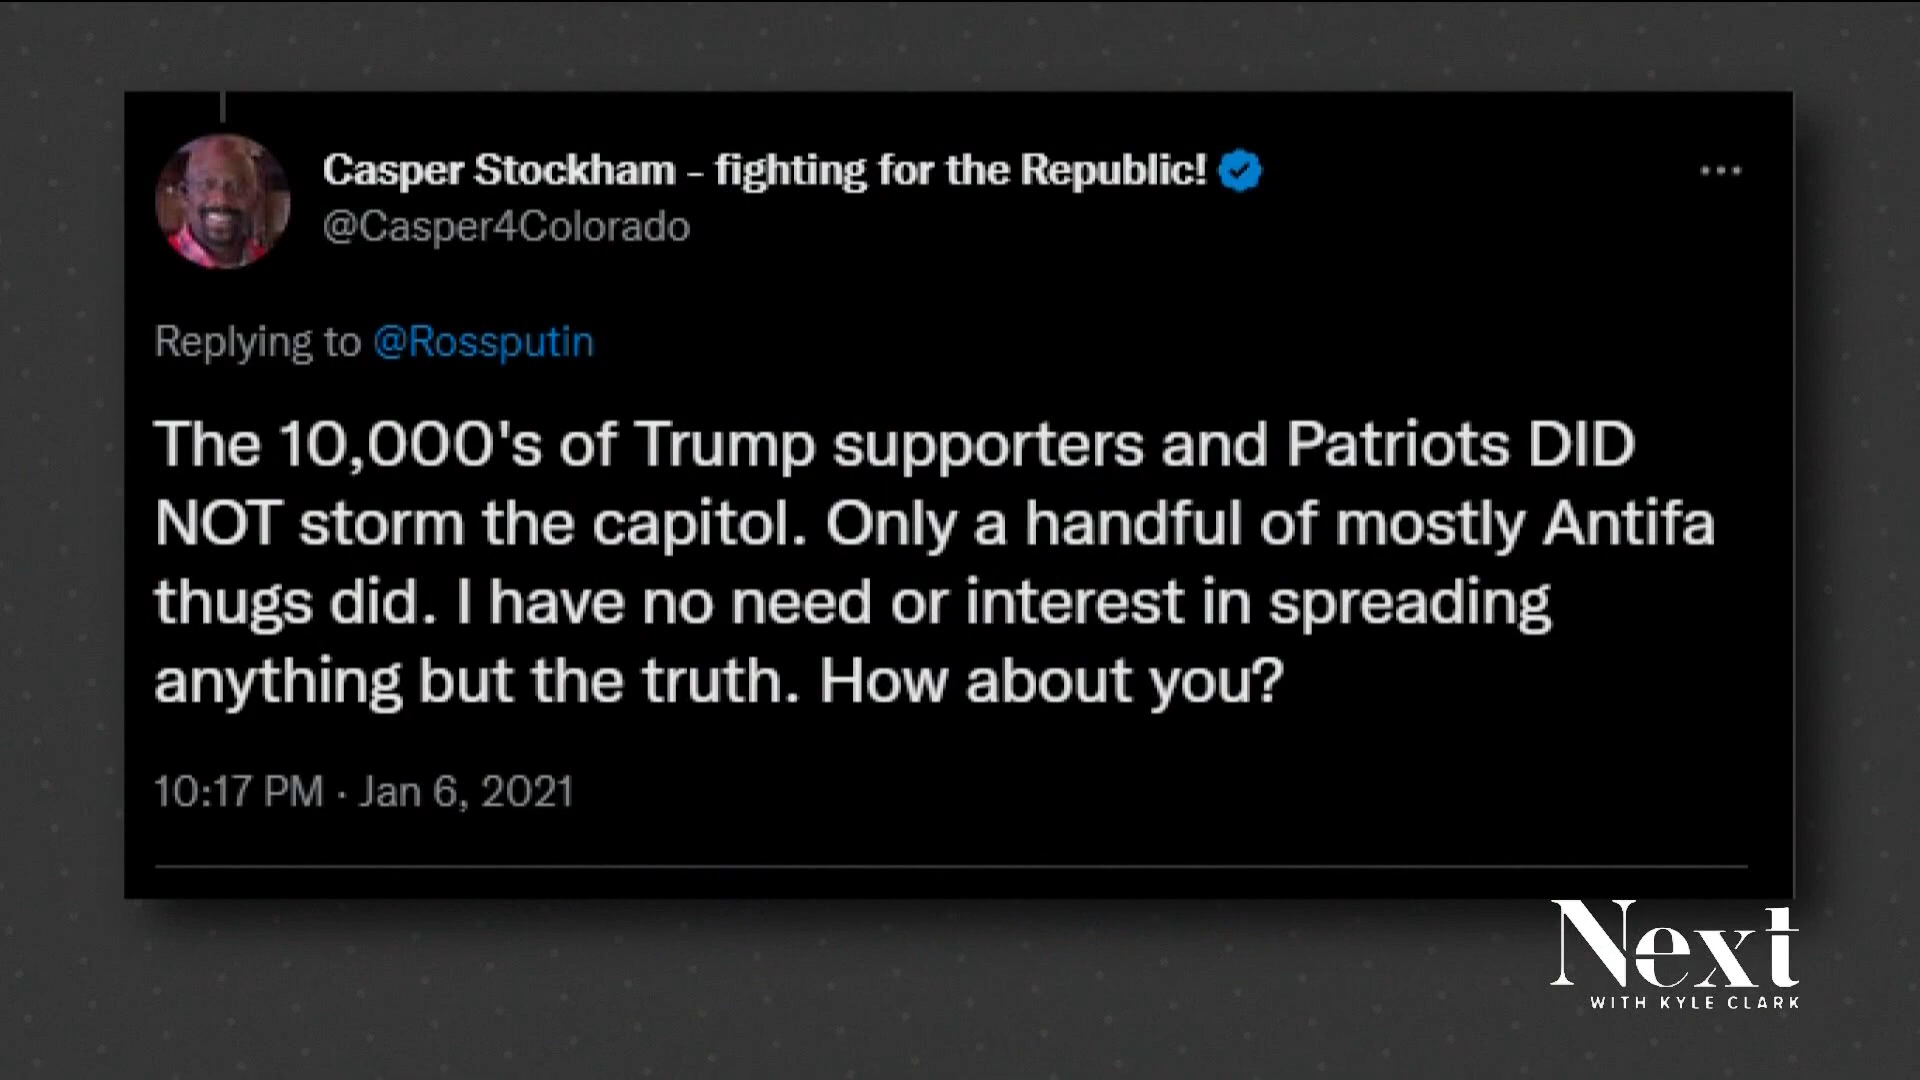 Casper Stockham - fighting for the Republic!
@Casper4Colorado
Replying to @Rossputin
The 10,000's of Trump supporters and Patriots DID
NOT storm the capitol. Only a handful of mostly Antifa
thugs did. I have no need or interest in spreading
anything but the truth. How about you?
10:17 PM · Jan 6, 2021
Next
WITH KYLE CLARK